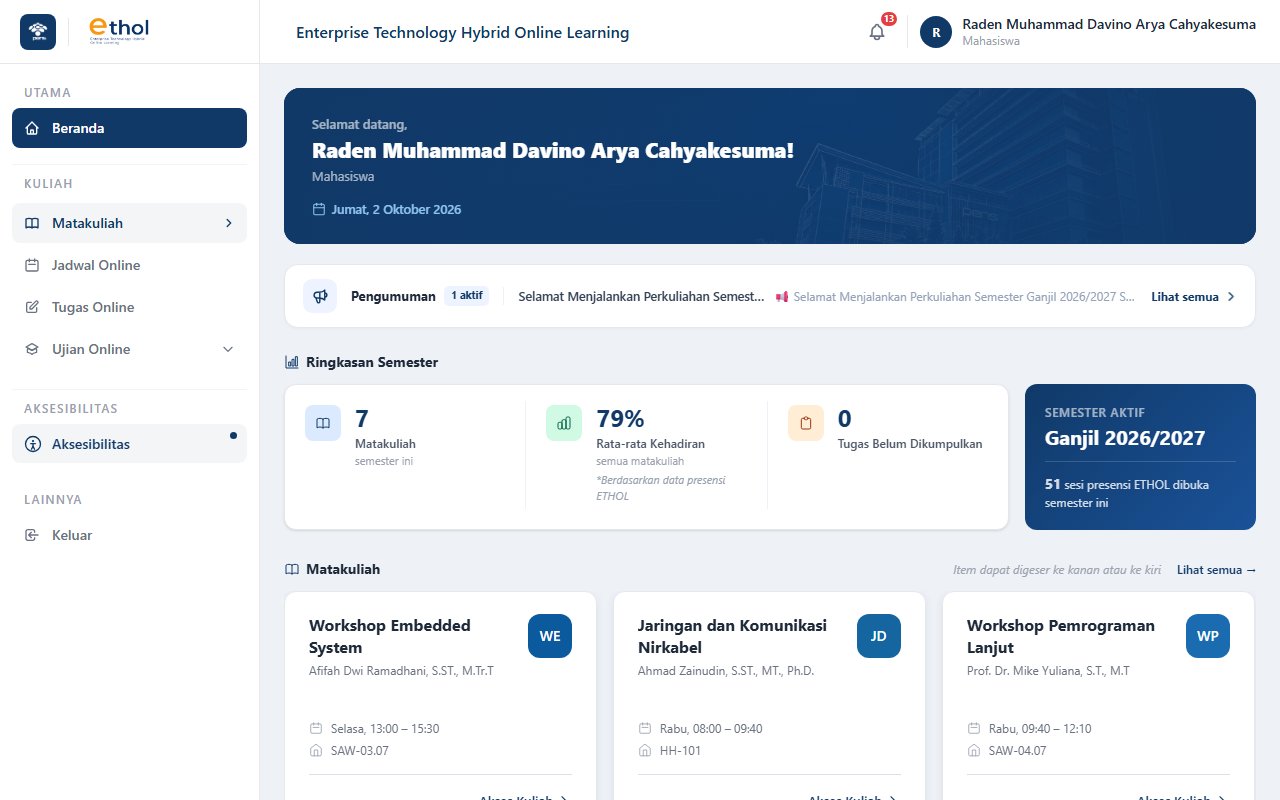 ethol
Enterprise Technology Hybrid Online Learning
13
R
Raden Muhammad Davino Arya Cahyakesuma
Mahasiswa
UTAMA
Beranda
KULIAH
Matakuliah
Jadwal Online
Tugas Online
Ujian Online
AKSESIBILITAS
Aksesibilitas
LAINNYA
Keluar
Selamat datang,
Raden Muhammad Davino Arya Cahyakesuma!
Mahasiswa
Jumat, 2 Oktober 2026
Pengumuman 1 aktif Selamat Menjalankan Perkuliahan Semest... Selamat Menjalankan Perkuliahan Semester Ganjil 2026/2027 S... Lihat semua
Ringkasan Semester
7
Matakuliah
semester ini
79%
Rata-rata Kehadiran
semua matakuliah
*Berdasarkan data presensi
ETHOL
0
Tugas Belum Dikumpulkan
SEMESTER AKTIF
Ganjil 2026/2027
51 sesi presensi ETHOL dibuka
semester ini
Matakuliah
Item dapat digeser ke kanan atau ke kiri
Lihat semua →
Workshop Embedded
System
WE
Afifah Dwi Ramadhani, S.ST., M.Tr.T
Selasa, 13:00 – 15:30
SAW-03.07
Akses Kuliah
Jaringan dan Komunikasi
Nirkabel
JD
Ahmad Zainudin, S.ST., MT., Ph.D.
Rabu, 08:00 – 09:40
HH-101
Akses Kuliah
Workshop Pemrograman
Lanjut
WP
Prof. Dr. Mike Yuliana, S.T., M.T
Rabu, 09:40 – 12:10
SAW-04.07
Akses Kuliah